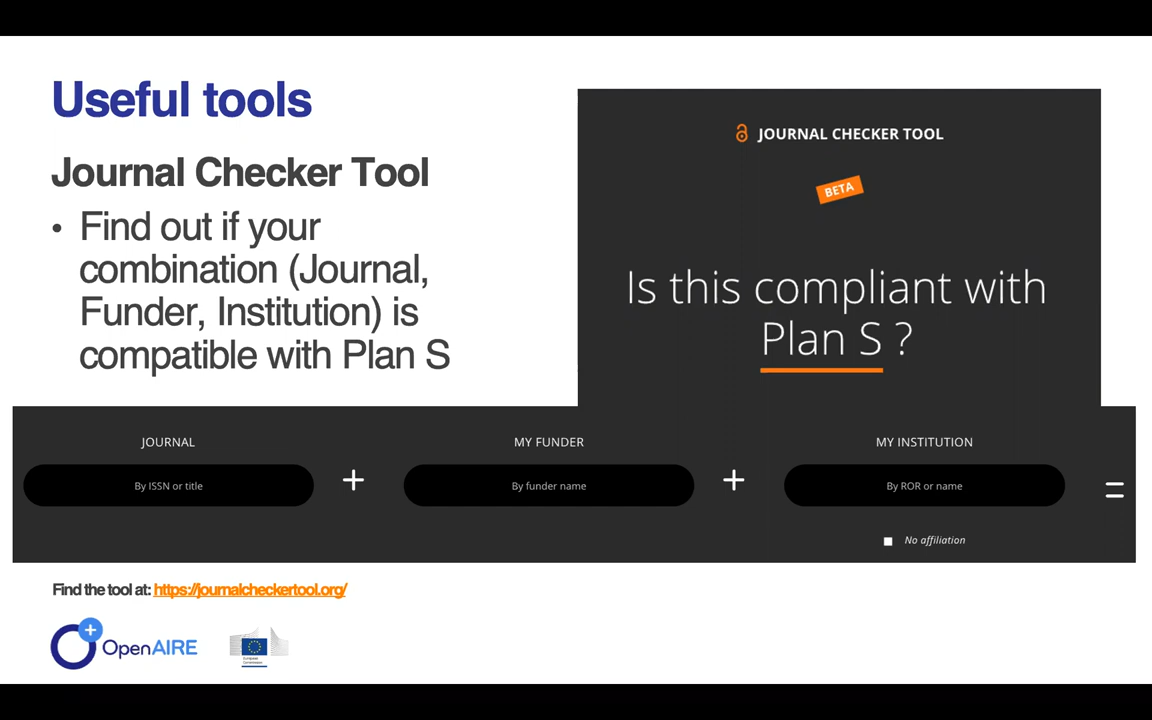 Useful tools
Journal Checker Tool
• Find out if your
combination (Journal,
Funder, Institution) is
compatible with Plan S
JOURNAL CHECKER TOOL
BETA
Is this compliant with
Plan S ?
JOURNAL
MY FUNDER
MY INSTITUTION
By ISSN or title
+
By funder name
+
By ROR or name
=
No affiliation
Find the tool at: https://journalcheckertool.org/
OpenAIRE
European
Commission